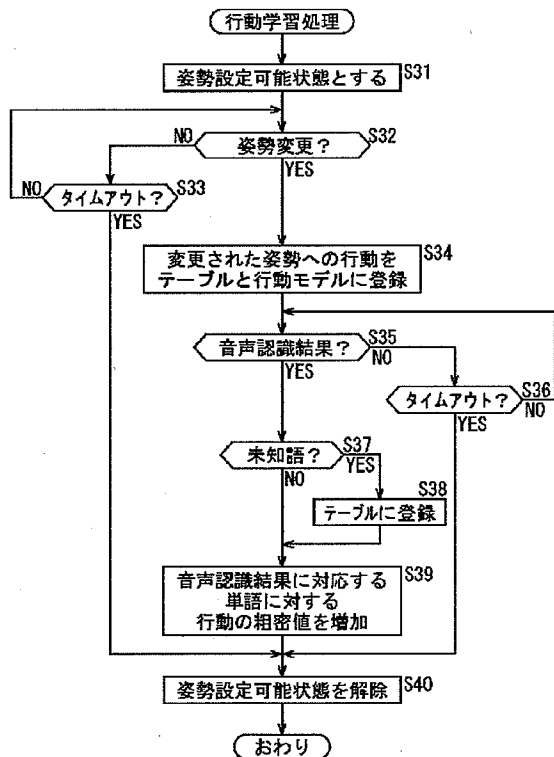 行動学習処理
姿勢設定可能状態とする S31
姿勢変更? S32
NO
YES
タイムアウト? S33
NO
YES
変更された姿勢への行動を
テーブルと行動モデルに登録 S34
音声認識結果? S35
NO
YES
タイムアウト? S36
NO
YES
未知語? S37
YES
NO
テーブルに登録 S38
音声認識結果に対応する
単語に対する
行動の粗密値を増加 S39
姿勢設定可能状態を解除 S40
おわり